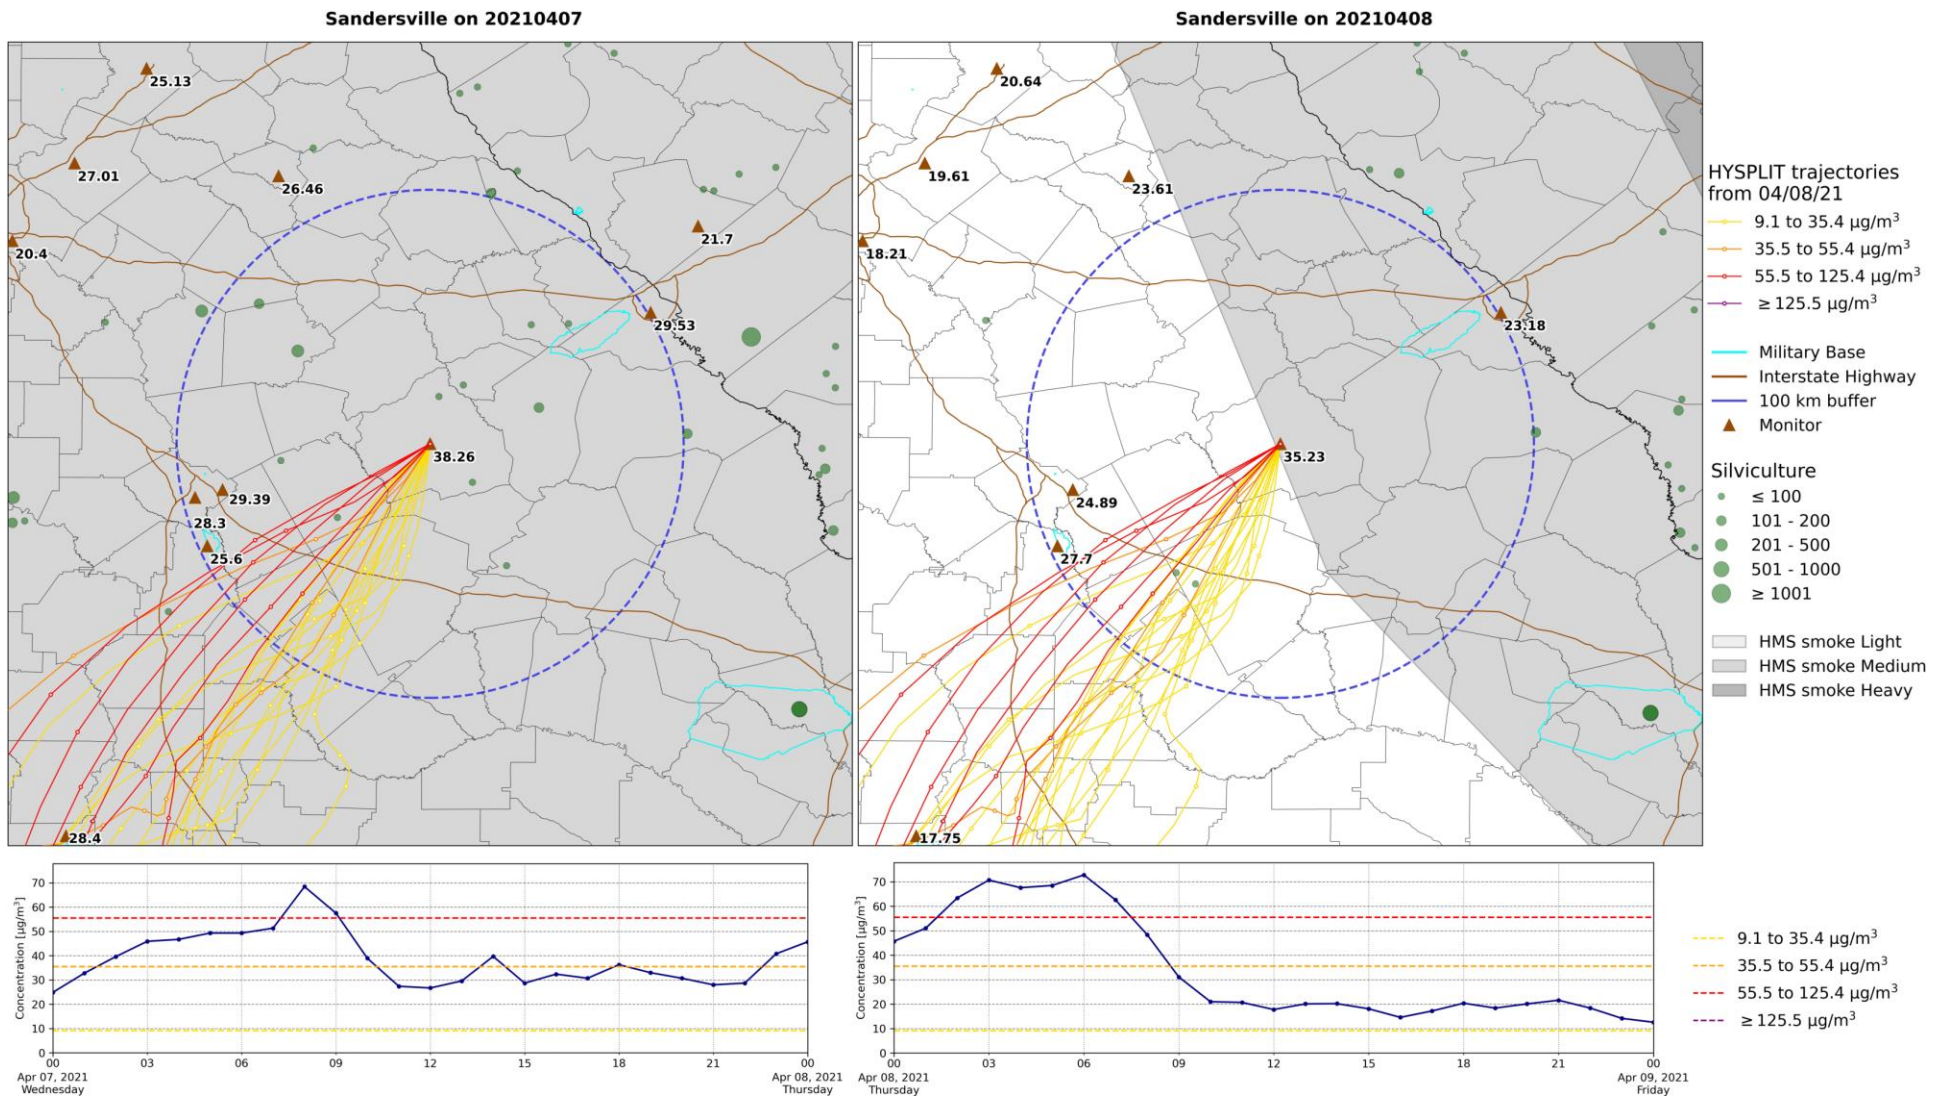 Sandersville on 20210407
25.13
27.01
26.46
20.4
21.7
29.53
38.26
29.39
28.3
25.6
28.4
Sandersville on 20210408
20.64
19.61
23.61
18.21
23.18
35.23
24.89
27.7
17.75
HYSPLIT trajectories
from 04/08/21
9.1 to 35.4 µg/m³
35.5 to 55.4 µg/m³
55.5 to 125.4 µg/m³
≥ 125.5 µg/m³
Military Base
Interstate Highway
100 km buffer
Monitor
Silviculture
≤ 100
101 - 200
201 - 500
501 - 1000
≥ 1001
HMS smoke Light
HMS smoke Medium
HMS smoke Heavy
Concentration [µg/m³]
70
60
50
40
30
20
10
0
00 03 06 09 12 15 18 21 00
Apr 07, 2021 Apr 08, 2021
Wednesday Thursday
Concentration [µg/m³]
70
60
50
40
30
20
10
0
00 03 06 09 12 15 18 21 00
Apr 08, 2021 Apr 09, 2021
Thursday Friday
9.1 to 35.4 µg/m³
35.5 to 55.4 µg/m³
55.5 to 125.4 µg/m³
≥ 125.5 µg/m³